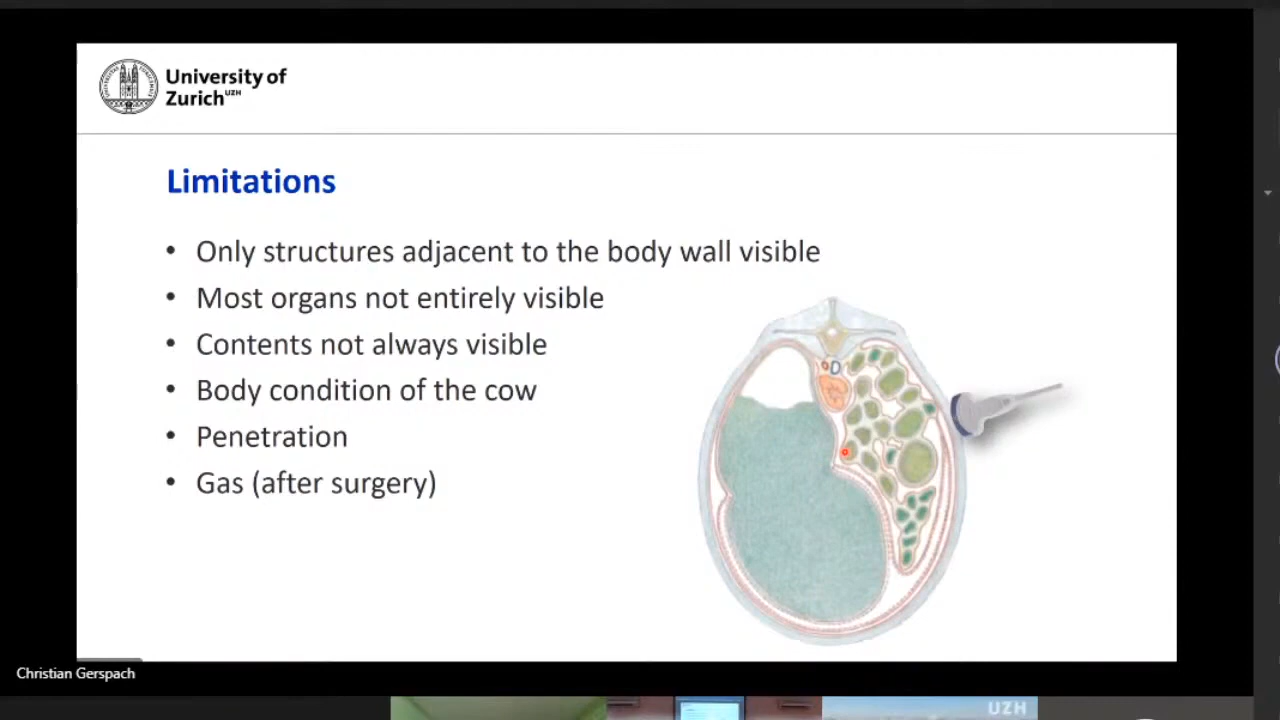 University of
Zurich UZH
Limitations
• Only structures adjacent to the body wall visible
• Most organs not entirely visible
• Contents not always visible
• Body condition of the cow
• Penetration
• Gas (after surgery)
Christian Gerspach
UZH